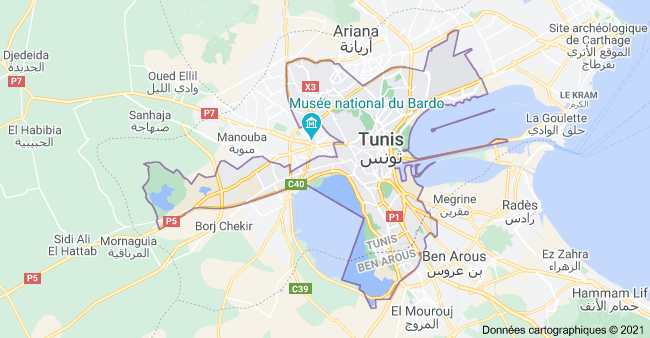 Ariana
أريانة
Site archéologique
de Carthage
الموقع الأثري
بقرطاج
Djedeida
الجديدة
P7
Oued Ellil
وادي الليل
X3
LE KRAM
الكرم
Musée national du Bardo
Sanhaja
صنهاجة
P7
La Goulette
حلق الوادي
El Habibia
الحبيبية
Manouba
منوبة
Tunis
تونس
C40
Megrine
مقرين
Radès
رادس
P5
Borj Chekir
P1
Sidi Ali
El Hattab
Mornaguia
المرناقية
TUNIS
BEN AROUS
Ben Arous
بن عروس
Ez Zahra
الزهراء
P5
C39
Hammam Lif
حمام الأنف
El Mourouj
المروج
Données cartographiques © 2021